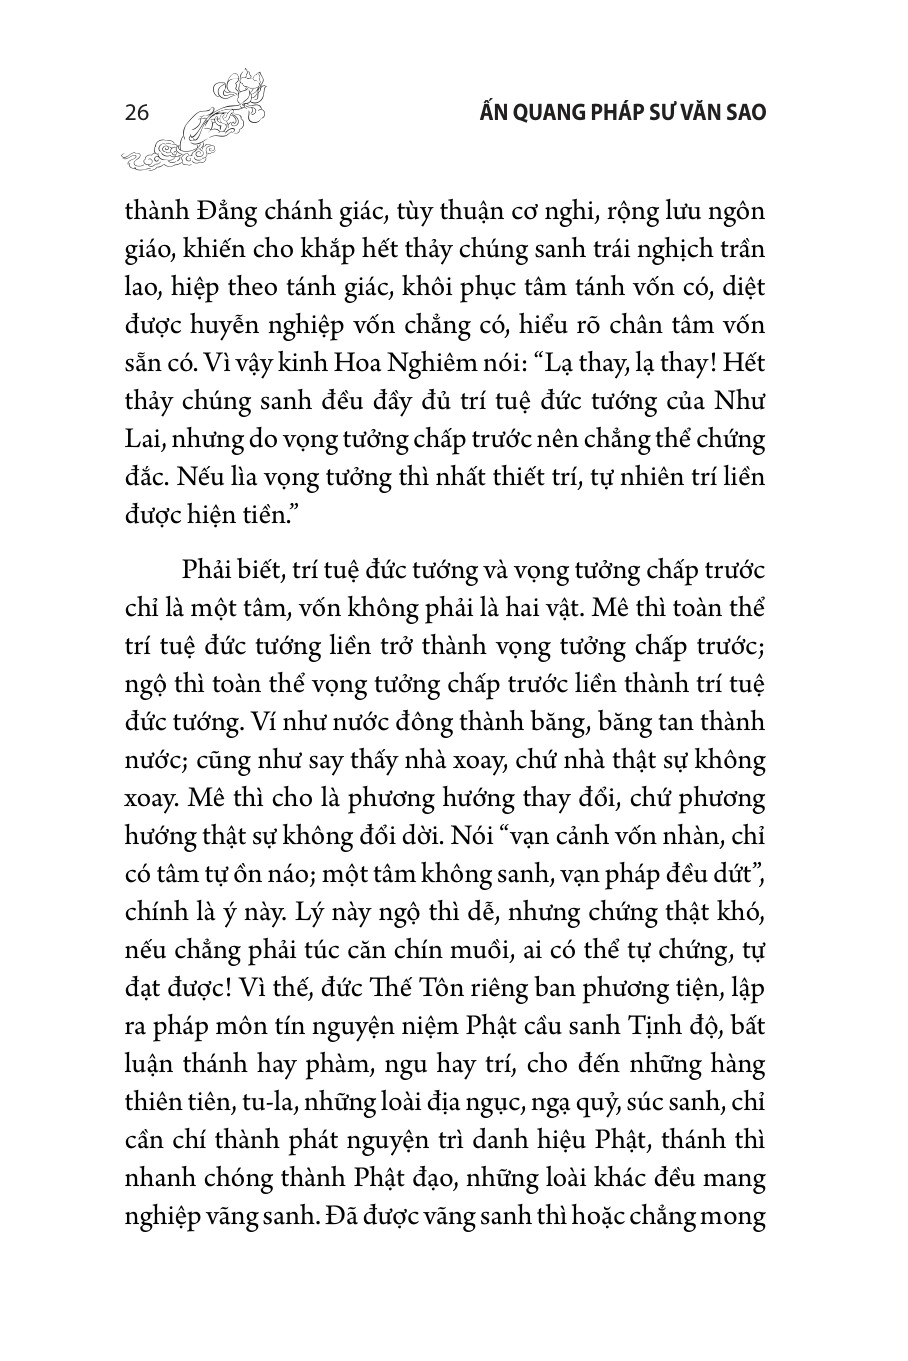 26
ẤN QUANG PHÁP SƯ VĂN SAO
thành Đẳng chánh giác, tùy thuận cơ nghi, rộng lưu ngôn
giáo, khiến cho khắp hết thảy chúng sanh trái nghịch trần
lao, hiệp theo tánh giác, khôi phục tâm tánh vốn có, diệt
được huyễn nghiệp vốn chẳng có, hiểu rõ chân tâm vốn
sẵn có. Vì vậy kinh Hoa Nghiêm nói: “Lạ thay, lạ thay! Hết
thảy chúng sanh đều đầy đủ trí tuệ đức tướng của Như
Lai, nhưng do vọng tưởng chấp trước nên chẳng thể chứng
đắc. Nếu lìa vọng tưởng thì nhất thiết trí, tự nhiên trí liền
được hiện tiền.”
Phải biết, trí tuệ đức tướng và vọng tưởng chấp trước
chỉ là một tâm, vốn không phải là hai vật. Mê thì toàn thể
trí tuệ đức tướng liền trở thành vọng tưởng chấp trước;
ngộ thì toàn thể vọng tưởng chấp trước liền thành trí tuệ
đức tướng. Ví như nước đông thành băng, băng tan thành
nước; cũng như say thấy nhà xoay, chứ nhà thật sự không
xoay. Mê thì cho là phương hướng thay đổi, chứ phương
hướng thật sự không đổi dời. Nói “vạn cảnh vốn nhàn, chỉ
có tâm tự ồn náo; một tâm không sanh, vạn pháp đều dứt”,
chính là ý này. Lý này ngộ thì dễ, nhưng chứng thật khó,
nếu chẳng phải túc căn chín muồi, ai có thể tự chứng, tự
đạt được! Vì thế, đức Thế Tôn riêng ban phương tiện, lập
ra pháp môn tín nguyện niệm Phật cầu sanh Tịnh độ, bất
luận thánh hay phàm, ngu hay trí, cho đến những hàng
thiên tiên, tu-la, những loài địa ngục, ngạ quỷ, súc sanh, chỉ
cần chí thành phát nguyện trì danh hiệu Phật, thánh thì
nhanh chóng thành Phật đạo, những loài khác đều mang
nghiệp vãng sanh. Đã được vãng sanh thì hoặc chẳng mong